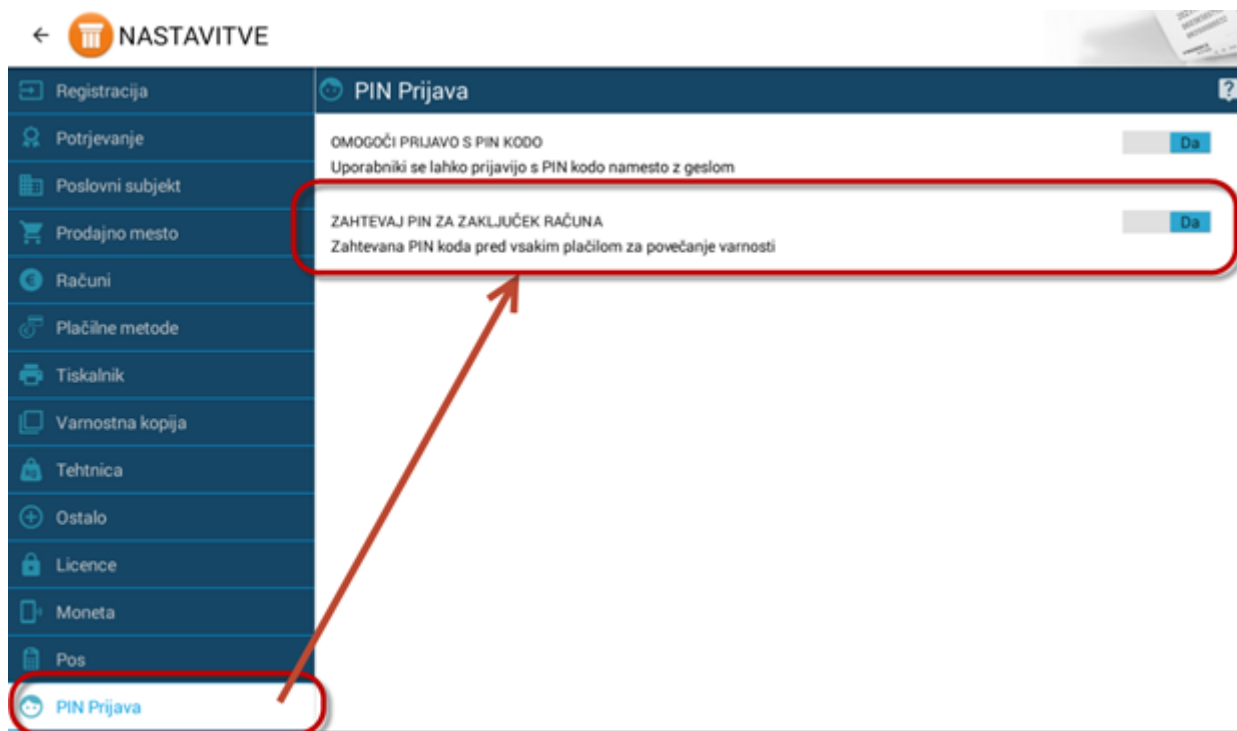 NASTAVITVE
Registracija
Potrjevanje
Poslovni subjekt
Prodajno mesto
Računi
Plačilne metode
Tiskalnik
Varnostna kopija
Tehtnica
Ostalo
Licence
Moneta
Pos
PIN Prijava
PIN Prijava
OMOGOČI PRIJAVO S PIN KODO
Da
Uporabniki se lahko prijavijo s PIN kodo namesto z geslom
ZAHTEVAJ PIN ZA ZAKLJUČEK RAČUNA
Da
Zahtevana PIN koda pred vsakim plačilom za povečanje varnosti